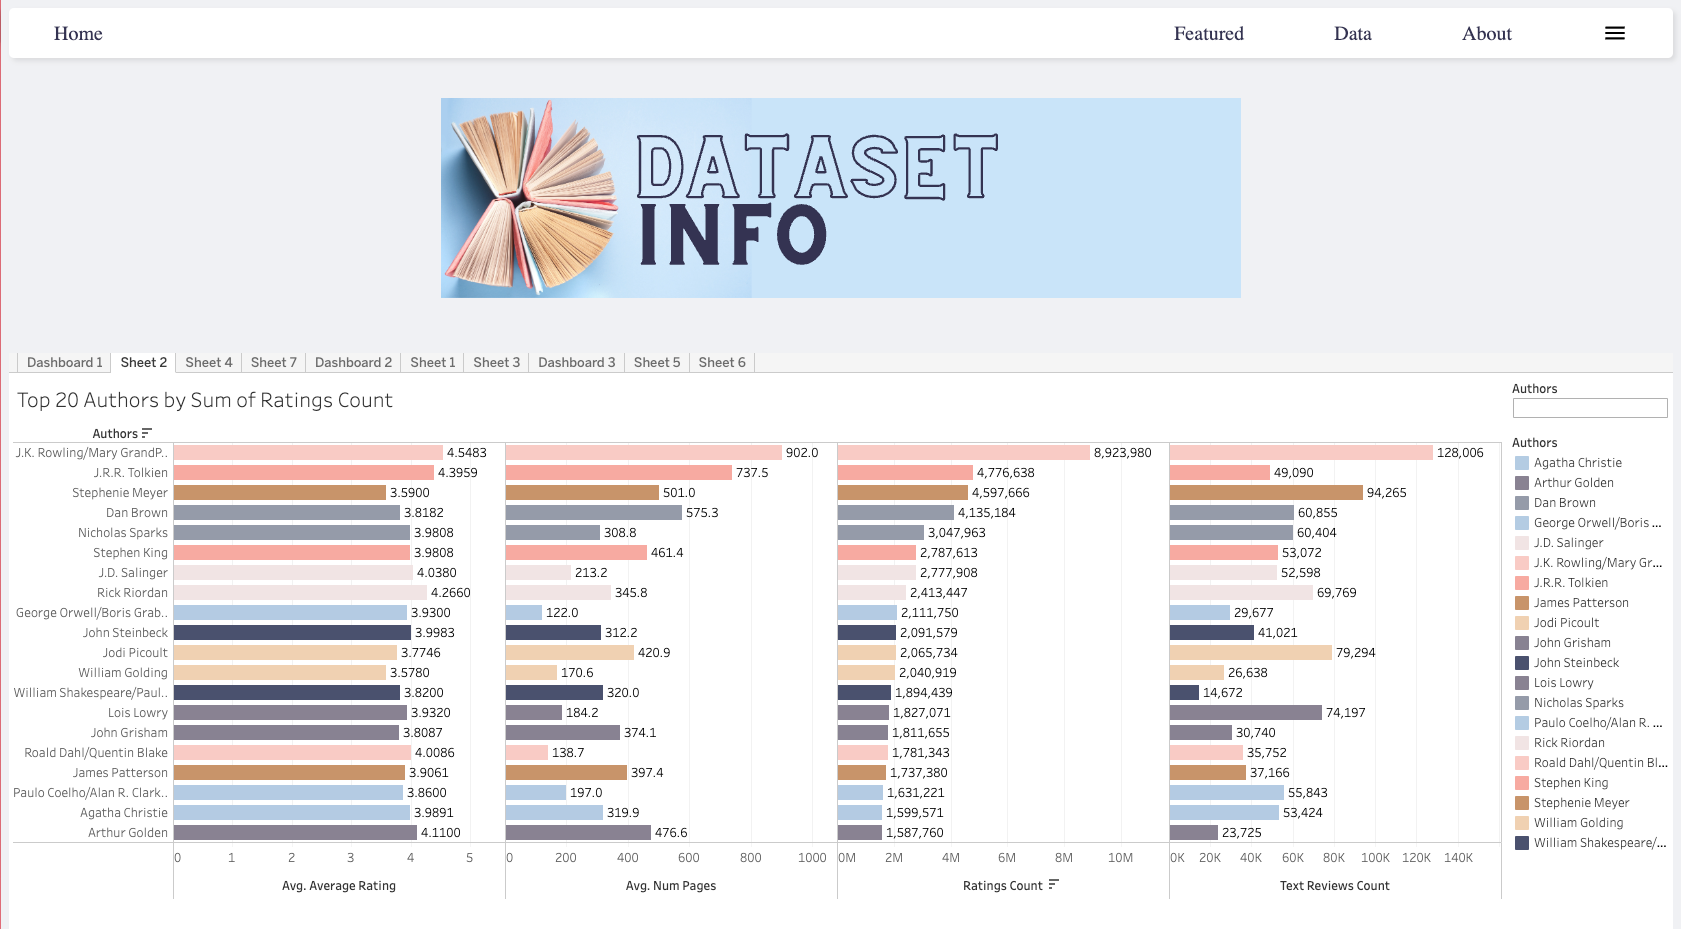 Home Featured Data About
DATASET
INFO
Dashboard 1 Sheet 2 Sheet 4 Sheet 7 Dashboard 2 Sheet 1 Sheet 3 Dashboard 3 Sheet 5 Sheet 6
Top 20 Authors by Sum of Ratings Count
Authors
J.K. Rowling/Mary GrandP.. 4.5483 902.0 8,923,980 128,006
J.R.R. Tolkien 4.3959 737.5 4,776,638 49,090
Stephenie Meyer 3.5900 501.0 4,597,666 94,265
Dan Brown 3.8182 575.3 4,135,184 60,855
Nicholas Sparks 3.9808 308.8 3,047,963 60,404
Stephen King 3.9808 461.4 2,787,613 53,072
J.D. Salinger 4.0380 213.2 2,777,908 52,598
Rick Riordan 4.2660 345.8 2,413,447 69,769
George Orwell/Boris Grab.. 3.9300 122.0 2,111,750 29,677
John Steinbeck 3.9983 312.2 2,091,579 41,021
Jodi Picoult 3.7746 420.9 2,065,734 79,294
William Golding 3.5780 170.6 2,040,919 26,638
William Shakespeare/Paul.. 3.8200 320.0 1,894,439 14,672
Lois Lowry 3.9320 184.2 1,827,071 74,197
John Grisham 3.8087 374.1 1,811,655 30,740
Roald Dahl/Quentin Blake 4.0086 138.7 1,781,343 35,752
James Patterson 3.9061 397.4 1,737,380 37,166
Paulo Coelho/Alan R. Clark.. 3.8600 197.0 1,631,221 55,843
Agatha Christie 3.9891 319.9 1,599,571 53,424
Arthur Golden 4.1100 476.6 1,587,760 23,725
0 1 2 3 4 5 0 200 400 600 800 1000 0M 2M 4M 6M 8M 10M 0K 20K 40K 60K 80K 100K 120K 140K
Avg. Average Rating Avg. Num Pages Ratings Count Text Reviews Count
Authors
Authors
Agatha Christie
Arthur Golden
Dan Brown
George Orwell/Boris ...
J.D. Salinger
J.K. Rowling/Mary Gr...
J.R.R. Tolkien
James Patterson
Jodi Picoult
John Grisham
John Steinbeck
Lois Lowry
Nicholas Sparks
Paulo Coelho/Alan R. ...
Rick Riordan
Roald Dahl/Quentin Bl...
Stephen King
Stephenie Meyer
William Golding
William Shakespeare/...